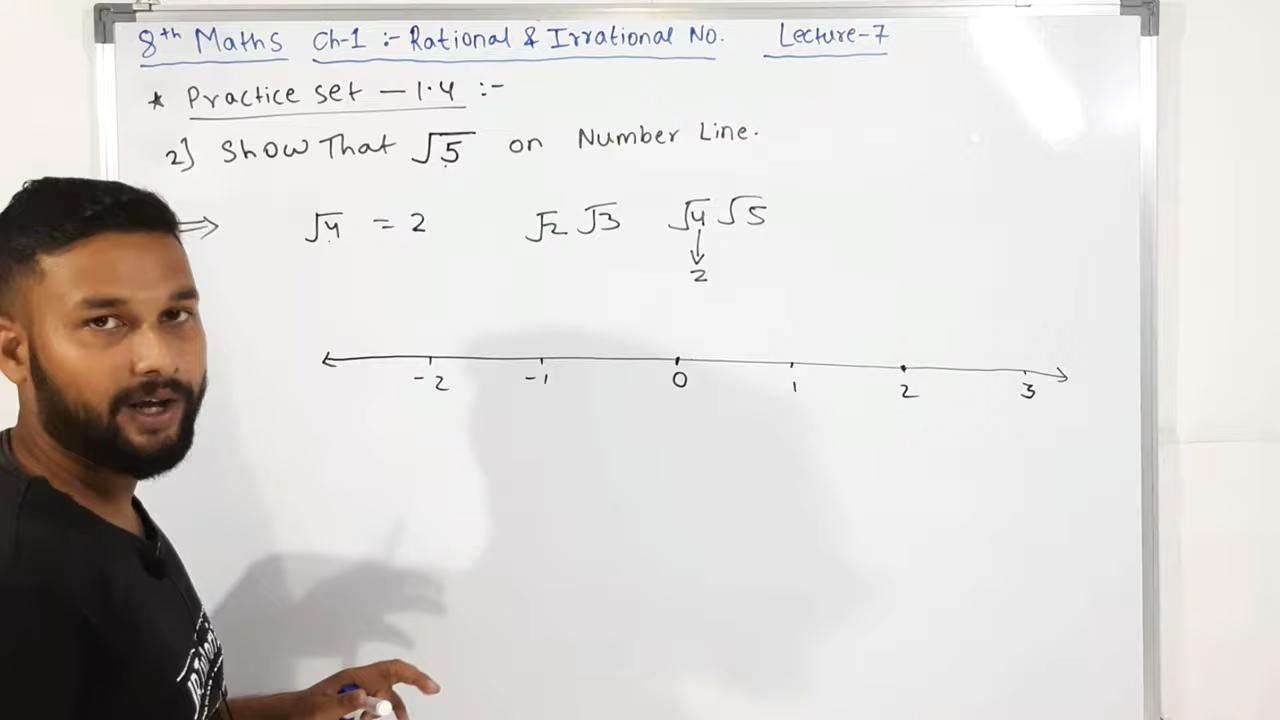 8th Maths Ch-1 :- Rational & Irrational No. Lecture-7
* Practice set - 1.4 :-
2] Show That √5 on Number Line.
⇒ √4 = 2 √2 √3 √4 √5
↓
2
-2 -1 0 1 2 3